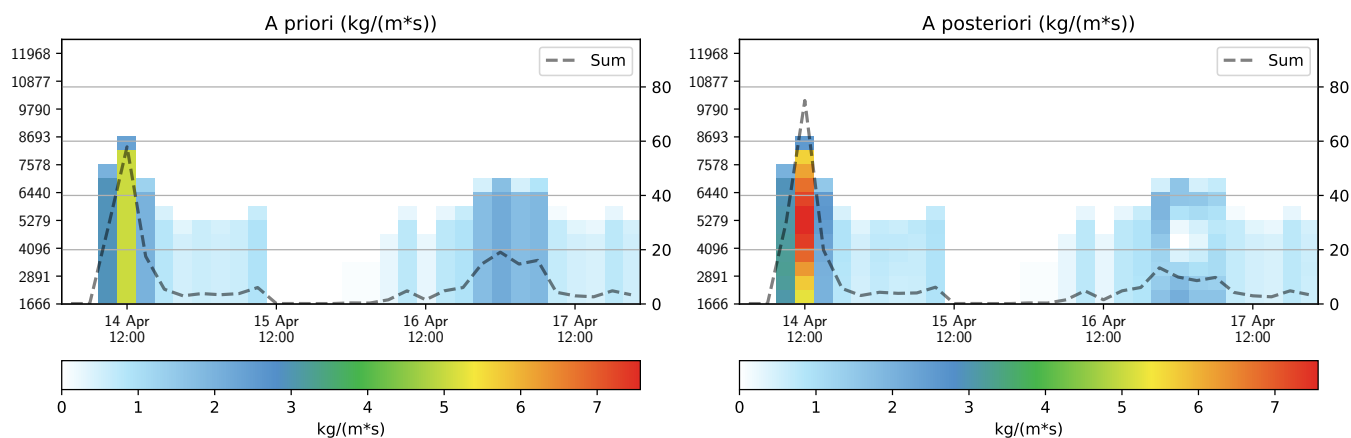 A priori (kg/(m*s))
11968
10877
9790
8693
7578
6440
5279
4096
2891
1666
Sum
80
60
40
20
0
14 Apr
12:00
15 Apr
12:00
16 Apr
12:00
17 Apr
12:00
0 1 2 3 4 5 6 7
kg/(m*s)
A posteriori (kg/(m*s))
11968
10877
9790
8693
7578
6440
5279
4096
2891
1666
Sum
80
60
40
20
0
14 Apr
12:00
15 Apr
12:00
16 Apr
12:00
17 Apr
12:00
0 1 2 3 4 5 6 7
kg/(m*s)